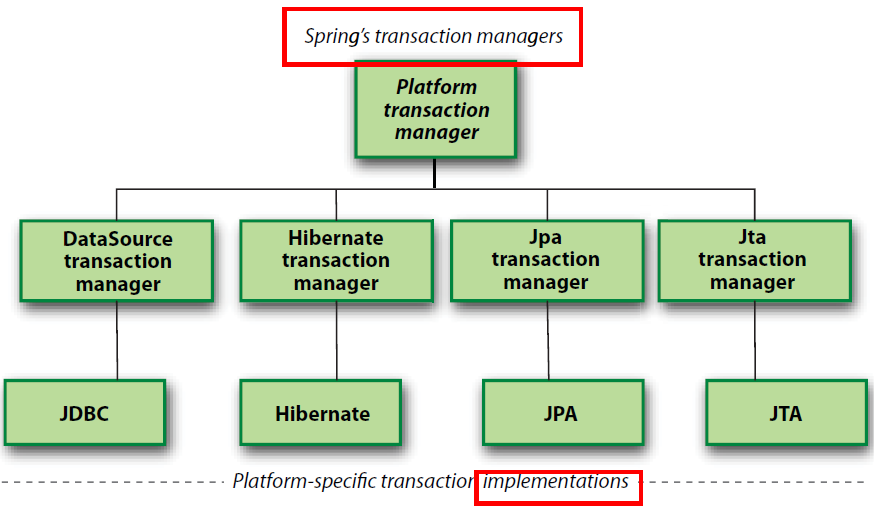 Spring's transaction managers
Platform
transaction
manager
DataSource
transaction
manager
Hibernate
transaction
manager
Jpa
transaction
manager
Jta
transaction
manager
JDBC
Hibernate
JPA
JTA
Platform-specific transaction implementations